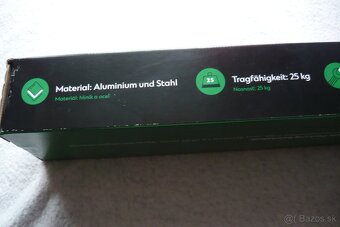 Material: Aluminium und Stahl
Materiál: hliník a oceľ
25
Tragfähigkeit: 25 kg
Nosnosť: 25 kg
Bazos.sk